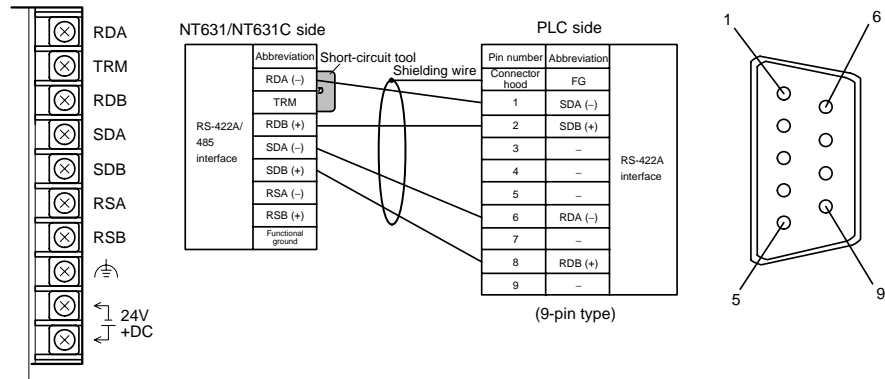 RDA
TRM
RDB
SDA
SDB
RSA
RSB
24V
+DC
NT631/NT631C side
Abbreviation
Short-circuit tool
RS-422A/
485
interface
RDA (–)
TRM
RDB (+)
SDA (–)
SDB (+)
RSA (–)
RSB (+)
Functional
ground
Shielding wire
PLC side
Pin number Abbreviation
Connector
hood FG
1 SDA (–)
2 SDB (+)
3 –
4 –
5 –
6 RDA (–)
7 –
8 RDB (+)
9 –
RS-422A
interface
(9-pin type)
1
6
5
9